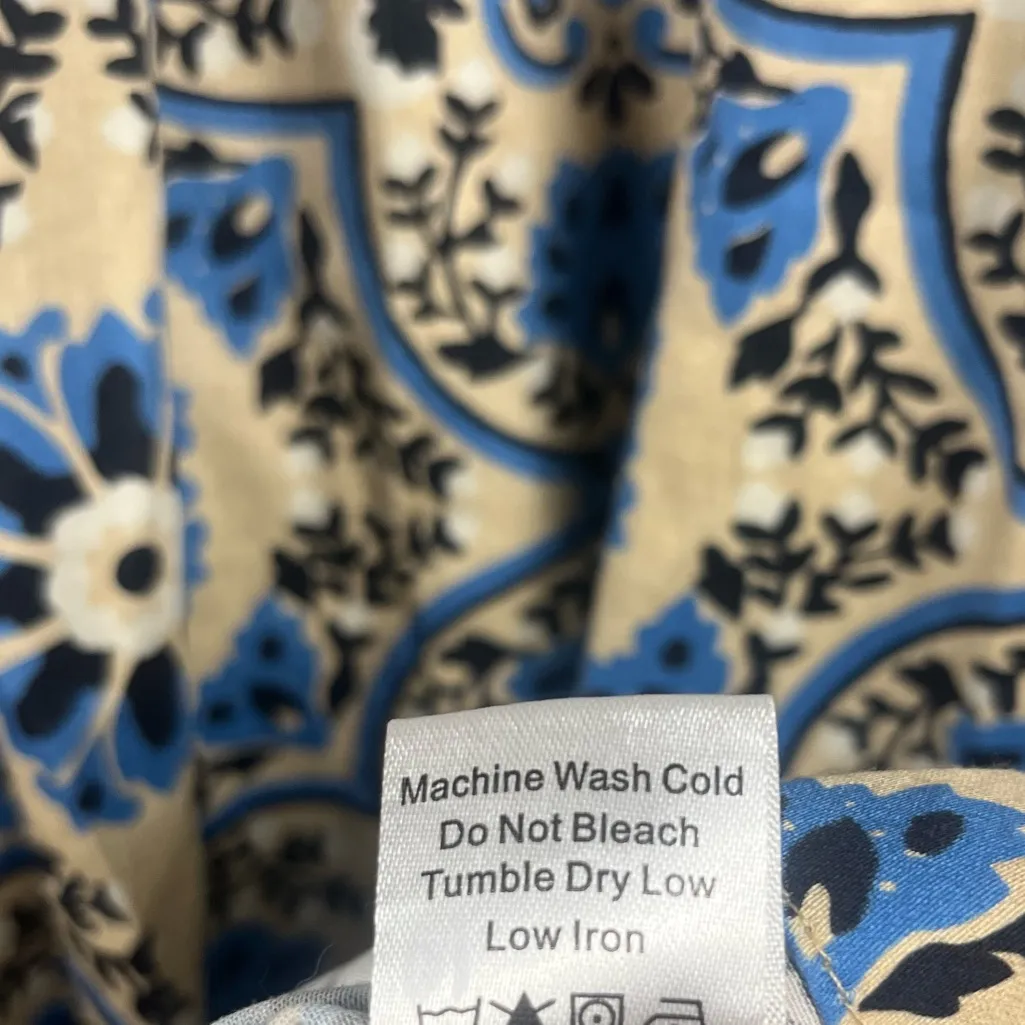 Machine Wash Cold
Do Not Bleach
Tumble Dry Low
Low Iron